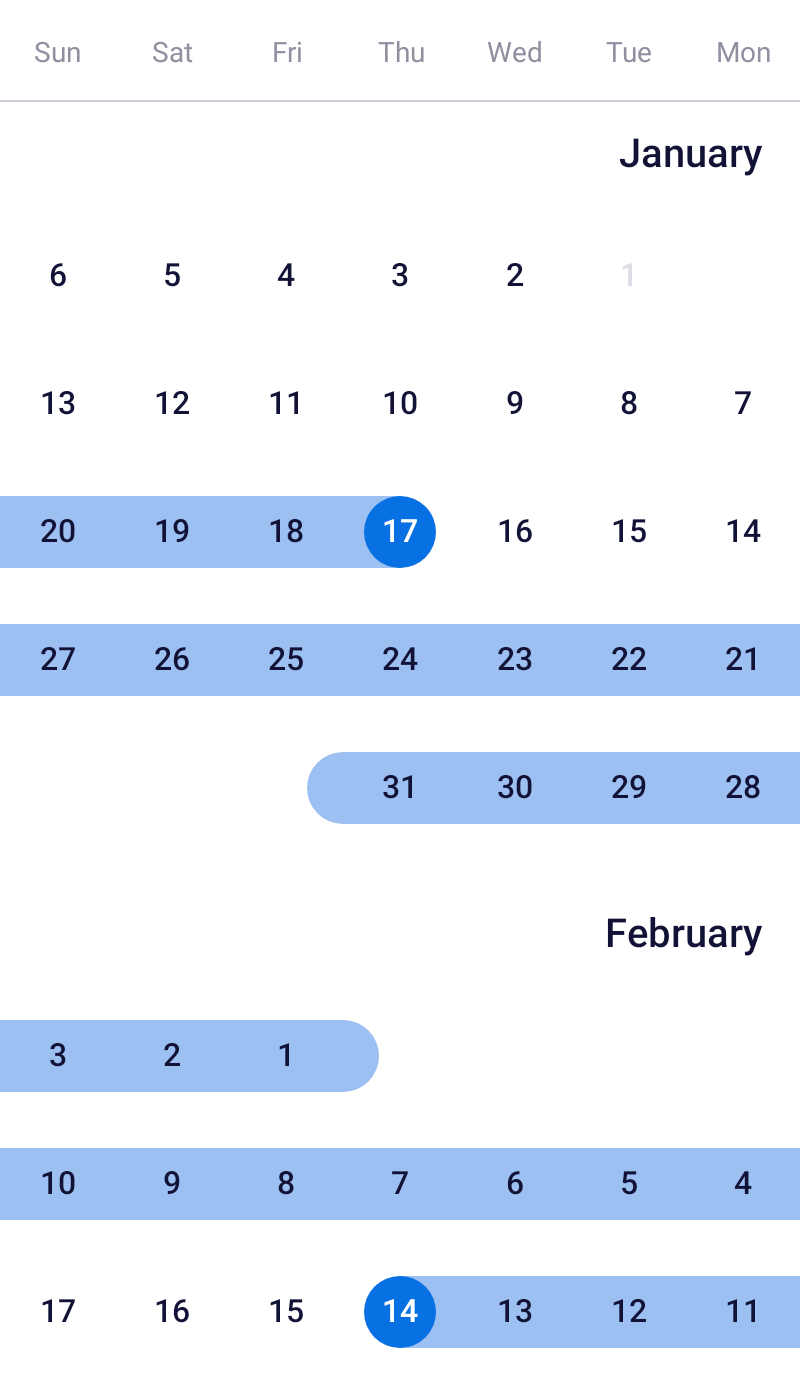 Sun Sat Fri Thu Wed Tue Mon
January
6 5 4 3 2 1
13 12 11 10 9 8 7
20 19 18 17 16 15 14
27 26 25 24 23 22 21
31 30 29 28
February
3 2 1
10 9 8 7 6 5 4
17 16 15 14 13 12 11